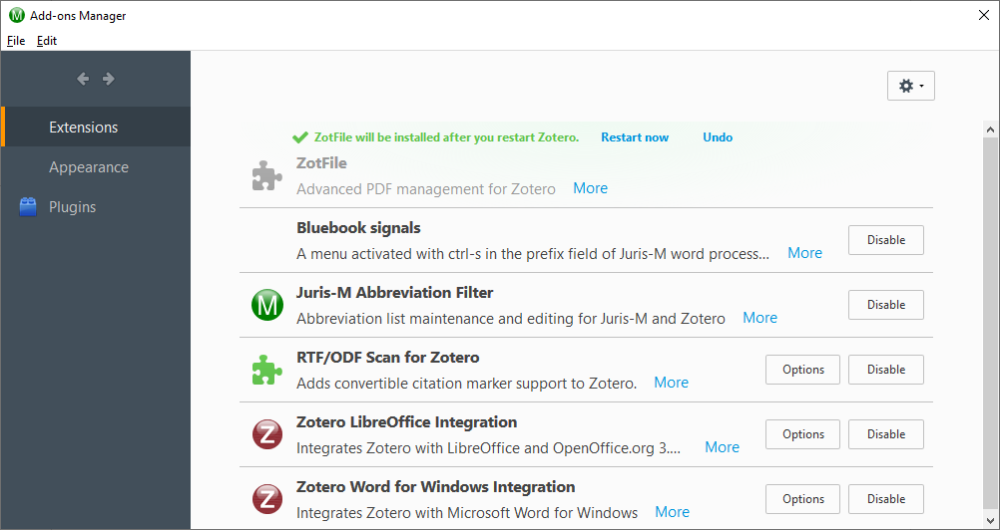 M Add-ons Manager
File Edit
Extensions
Appearance
Plugins
ZotFile will be installed after you restart Zotero. Restart now Undo
ZotFile
Advanced PDF management for Zotero More
Bluebook signals
A menu activated with ctrl-s in the prefix field of Juris-M word process... More
Disable
M
Juris-M Abbreviation Filter
Abbreviation list maintenance and editing for Juris-M and Zotero More
Disable
RTF/ODF Scan for Zotero
Adds convertible citation marker support to Zotero. More
Options Disable
Z
Zotero LibreOffice Integration
Integrates Zotero with LibreOffice and OpenOffice.org 3.... More
Options Disable
Z
Zotero Word for Windows Integration
Integrates Zotero with Microsoft Word for Windows More
Options Disable